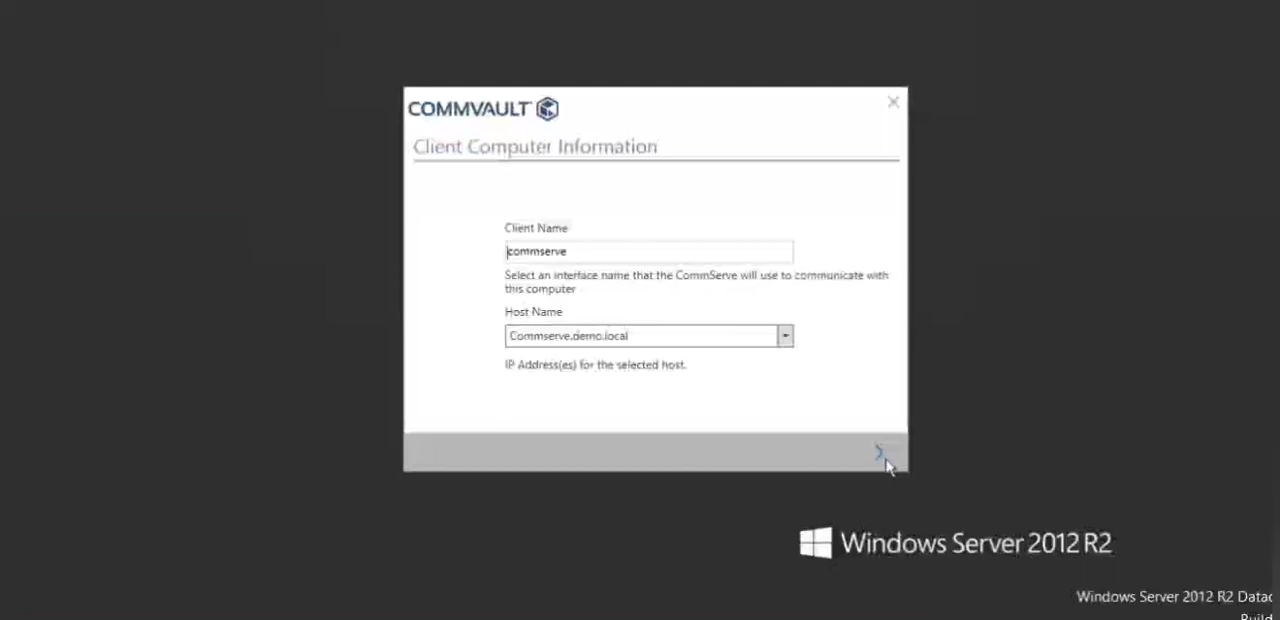 COMMVAULT
Client Computer Information
Client Name
commserve
Select an interface name that the CommServe will use to communicate with
this computer
Host Name
Commserve.demo.local
IP Address(es) for the selected host.
Windows Server 2012 R2
Windows Server 2012 R2 Datac
Build